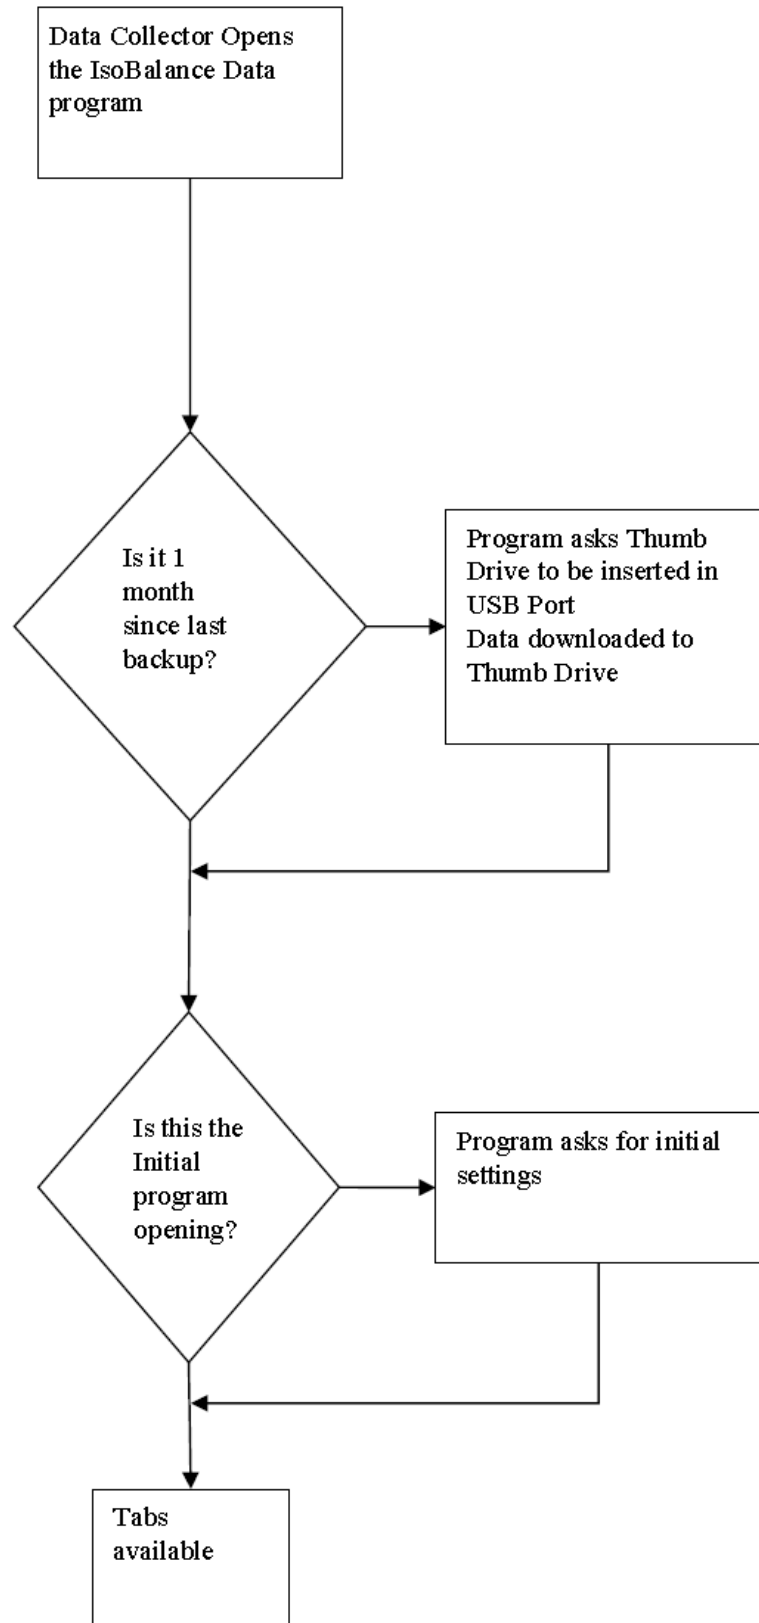 Data Collector Opens
the IsoBalance Data
program
Is it 1
month
since last
backup?
Program asks Thumb
Drive to be inserted in
USB Port
Data downloaded to
Thumb Drive
Is this the
Initial
program
opening?
Program asks for initial
settings
Tabs
available